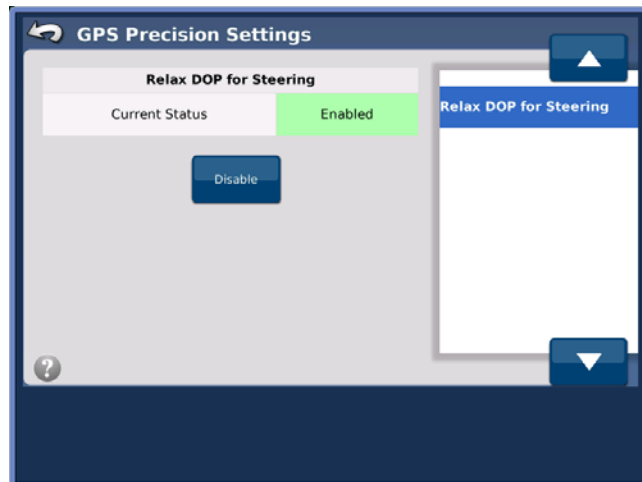 GPS Precision Settings
Relax DOP for Steering
Current Status Enabled
Relax DOP for Steering
Disable
?